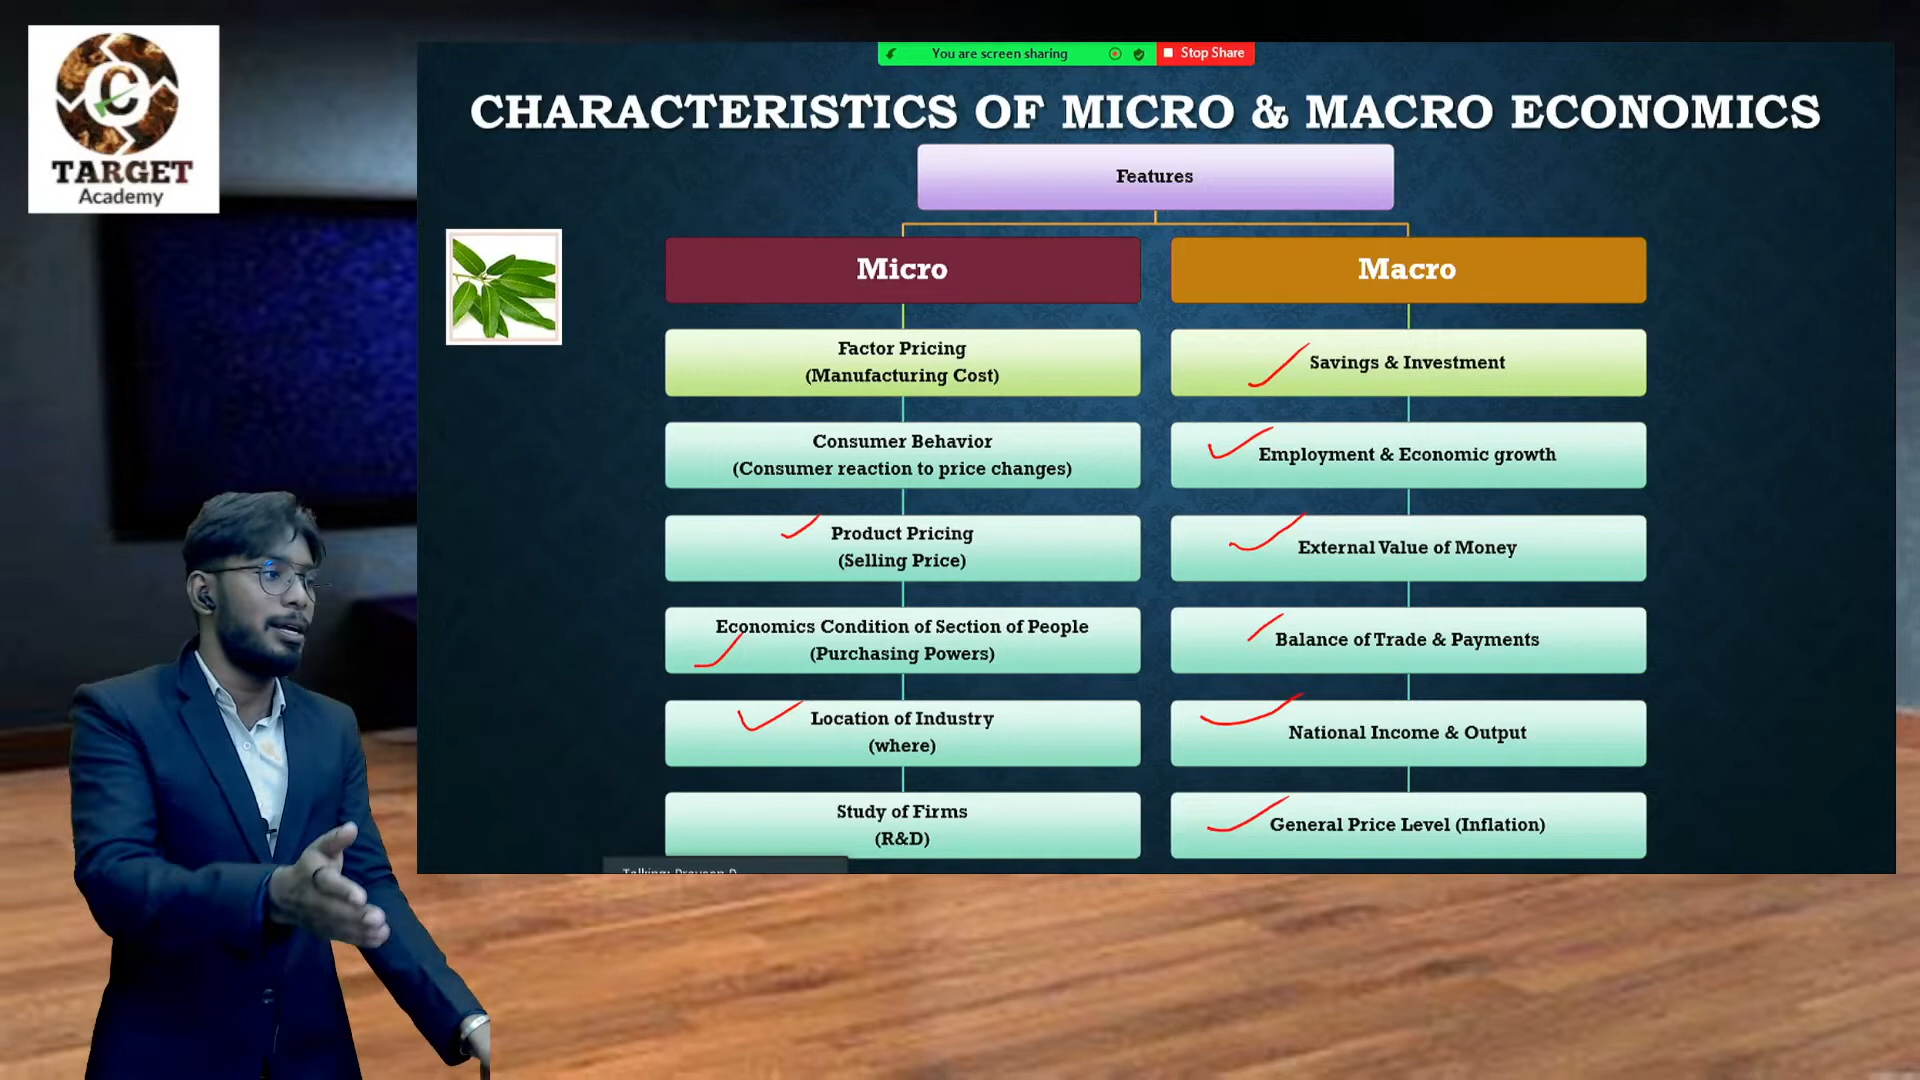 TARGET
Academy
You are screen sharing
Stop Share
CHARACTERISTICS OF MICRO & MACRO ECONOMICS
Features
Micro
Factor Pricing
(Manufacturing Cost)
Consumer Behavior
(Consumer reaction to price changes)
Product Pricing
(Selling Price)
Economics Condition of Section of People
(Purchasing Powers)
Location of Industry
(where)
Study of Firms
(R&D)
Macro
Savings & Investment
Employment & Economic growth
External Value of Money
Balance of Trade & Payments
National Income & Output
General Price Level (Inflation)